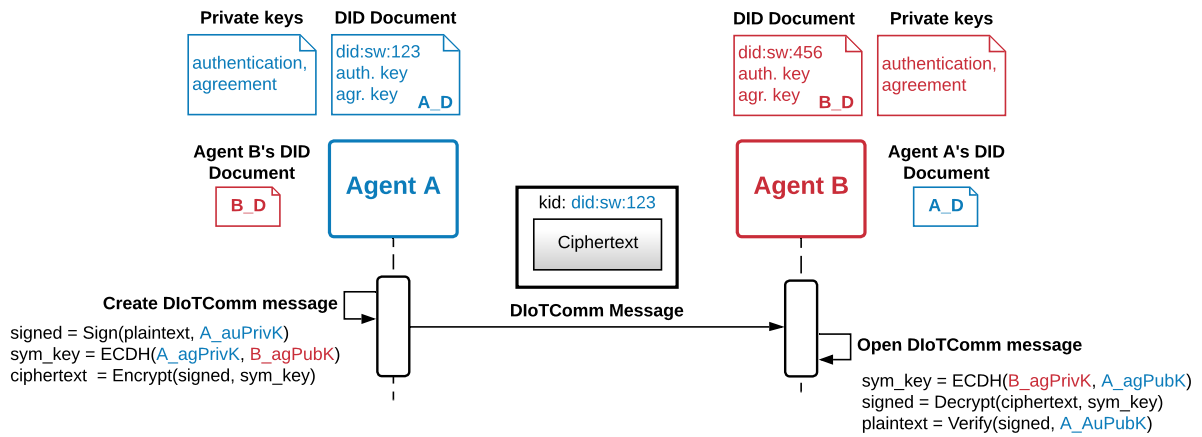 Private keys
DID Document
DID Document
Private keys
authentication,
agreement
did:sw:123
auth. key
agr. key
A_D
did:sw:456
auth. key
agr. key
B_D
authentication,
agreement
Agent B's DID
Document
B_D
Agent A
kid: did:sw:123
Ciphertext
Agent B
Agent A's DID
Document
A_D
Create DIoTComm message
signed = Sign(plaintext, A_auPrivK)
sym_key = ECDH(A_agPrivK, B_agPubK)
ciphertext = Encrypt(signed, sym_key)
DIoTComm Message
Open DIoTComm message
sym_key = ECDH(B_agPrivK, A_agPubK)
signed = Decrypt(ciphertext, sym_key)
plaintext = Verify(signed, A_AuPubK)